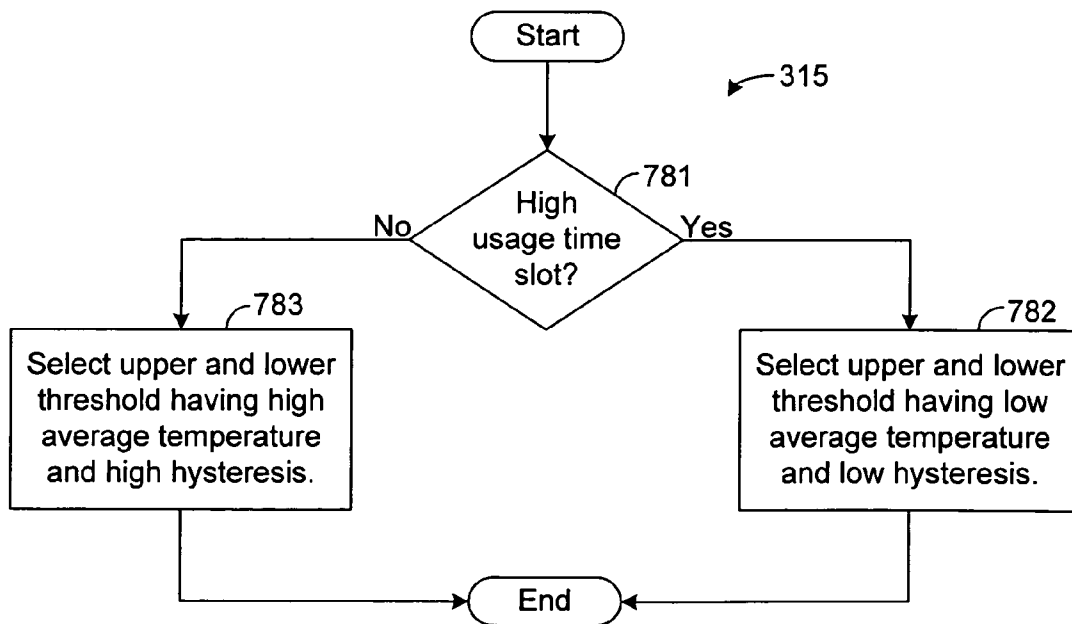 Start
315
781
High
usage time
slot?
No
Yes
783
Select upper and lower
threshold having high
average temperature
and high hysteresis.
782
Select upper and lower
threshold having low
average temperature
and low hysteresis.
End